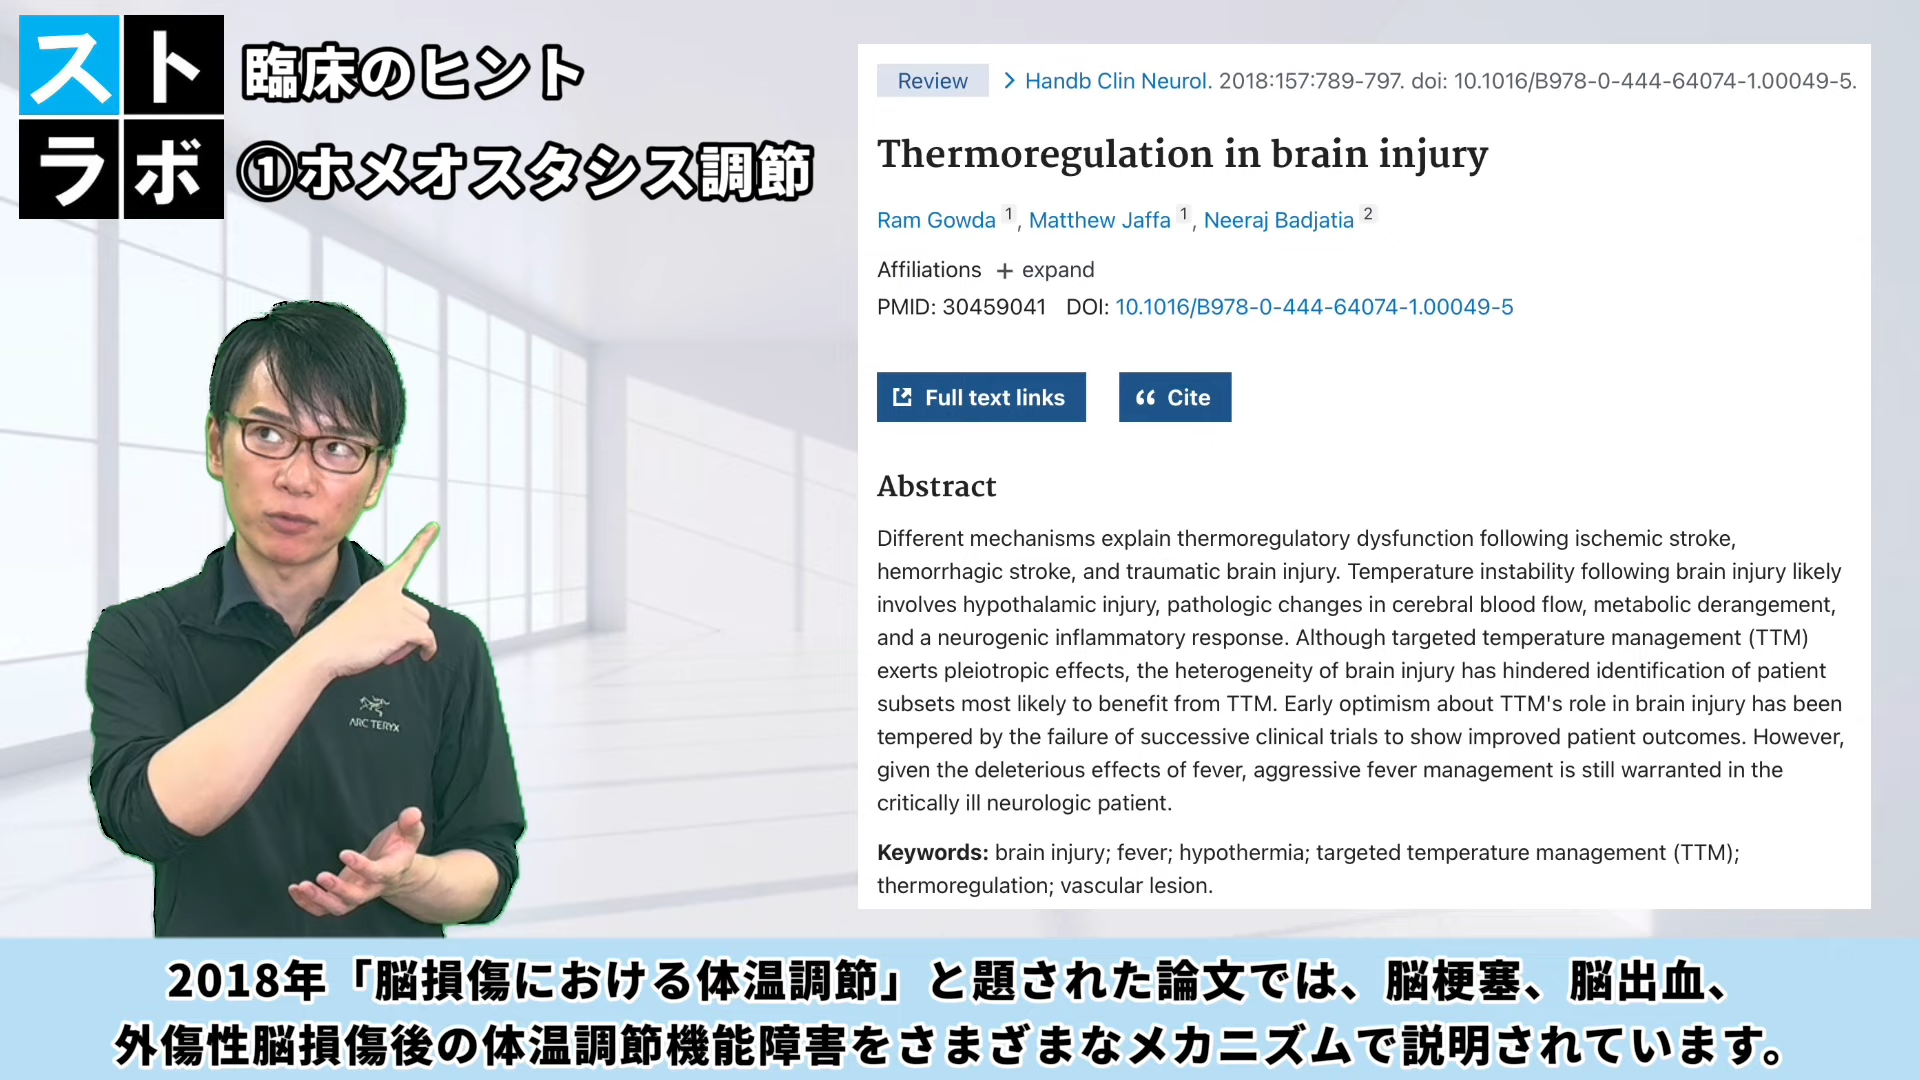 スト
ラボ
臨床のヒント
①ホメオスタシス調節
Review > Handb Clin Neurol. 2018:157:789-797. doi: 10.1016/B978-0-444-64074-1.00049-5.
Thermoregulation in brain injury
Ram Gowda 1, Matthew Jaffa 1, Neeraj Badjatia 2
Affiliations + expand
PMID: 30459041 DOI: 10.1016/B978-0-444-64074-1.00049-5
Full text links “ Cite
Abstract
Different mechanisms explain thermoregulatory dysfunction following ischemic stroke,
hemorrhagic stroke, and traumatic brain injury. Temperature instability following brain injury likely
involves hypothalamic injury, pathologic changes in cerebral blood flow, metabolic derangement,
and a neurogenic inflammatory response. Although targeted temperature management (TTM)
exerts pleiotropic effects, the heterogeneity of brain injury has hindered identification of patient
subsets most likely to benefit from TTM. Early optimism about TTM's role in brain injury has been
tempered by the failure of successive clinical trials to show improved patient outcomes. However,
given the deleterious effects of fever, aggressive fever management is still warranted in the
critically ill neurologic patient.
Keywords: brain injury; fever; hypothermia; targeted temperature management (TTM);
thermoregulation; vascular lesion.
ARC'TERYX
2018年「脳損傷における体温調節」と題された論文では、脳梗塞、脳出血、
外傷性脳損傷後の体温調節機能障害をさまざまなメカニズムで説明されています。